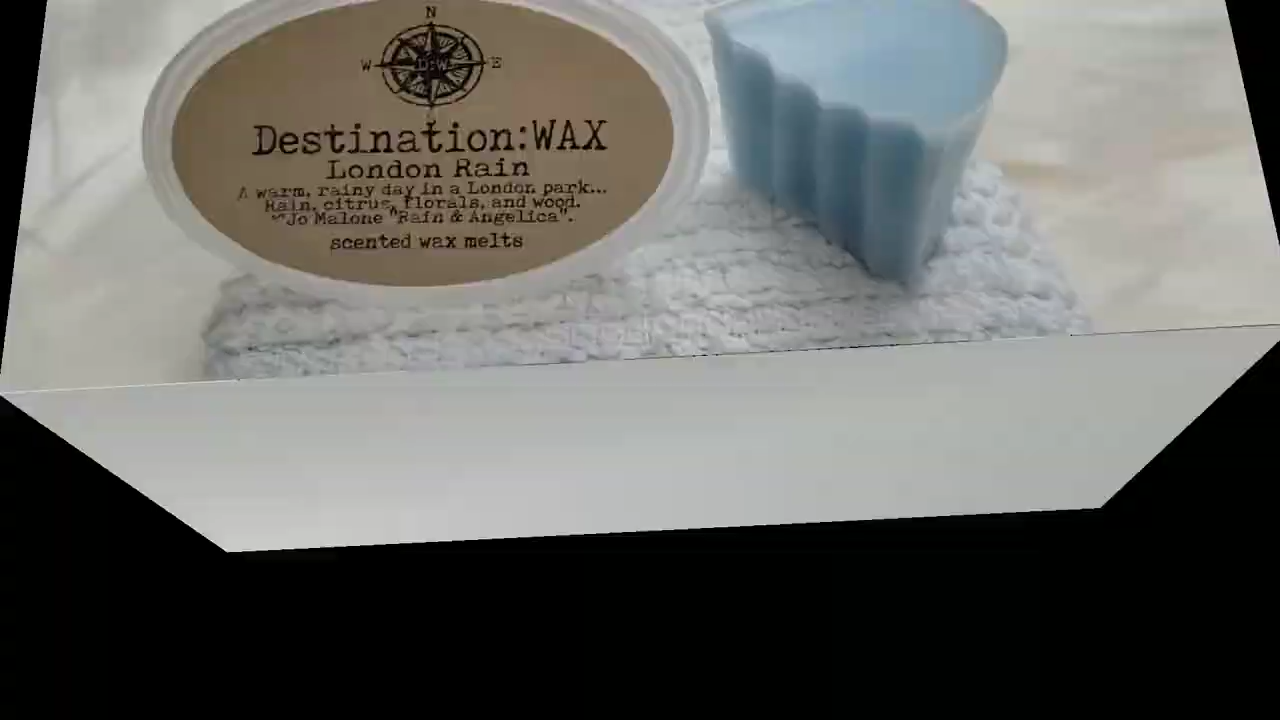 N
W D:W E
Destination:WAX
London Rain
A warm, rainy day in a London park...
Rain, citrus, florals, and wood.
"Jo Malone "Rain & Angelica".
scented wax melts